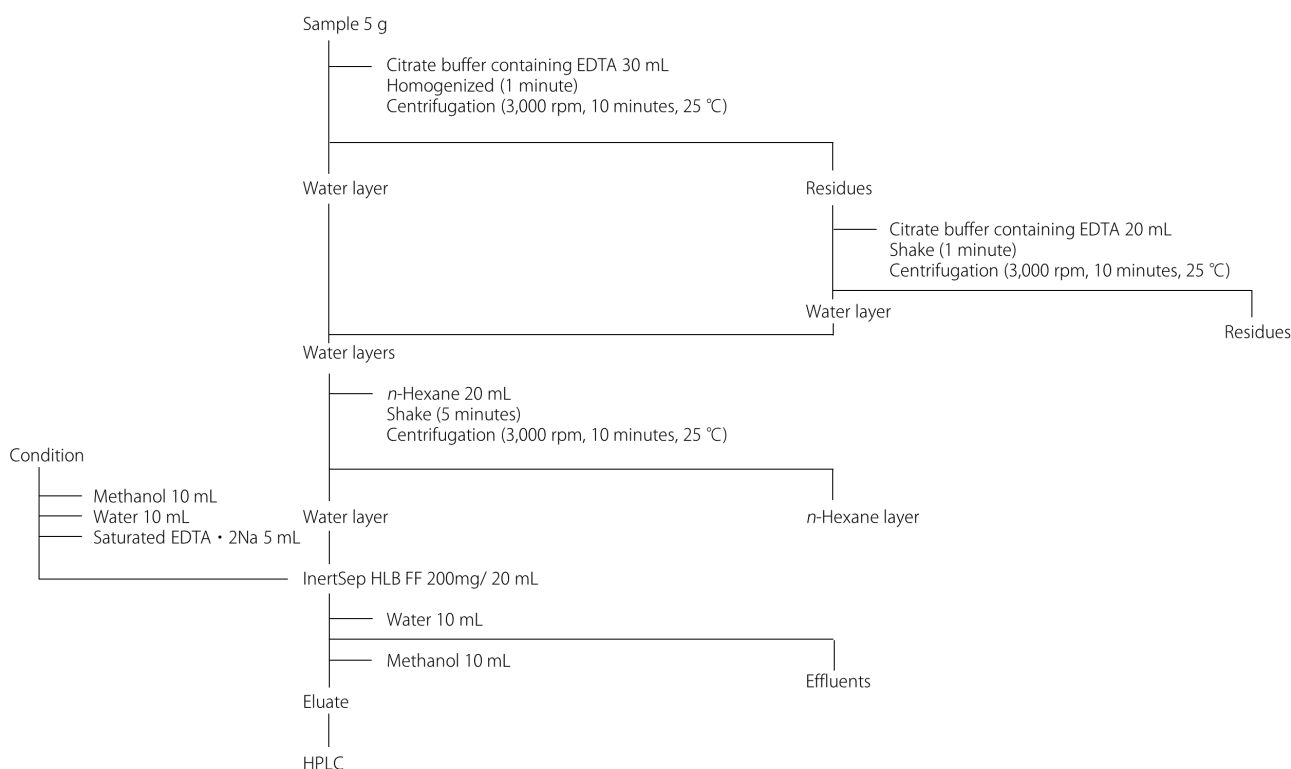 Sample 5 g
Citrate buffer containing EDTA 30 mL
Homogenized (1 minute)
Centrifugation (3,000 rpm, 10 minutes, 25 ℃)
Water layer
Residues
Citrate buffer containing EDTA 20 mL
Shake (1 minute)
Centrifugation (3,000 rpm, 10 minutes, 25 ℃)
Water layer
Residues
Water layers
n-Hexane 20 mL
Shake (5 minutes)
Centrifugation (3,000 rpm, 10 minutes, 25 ℃)
Condition
Methanol 10 mL
Water 10 mL
Saturated EDTA・2Na 5 mL
Water layer
n-Hexane layer
InertSep HLB FF 200mg/ 20 mL
Water 10 mL
Methanol 10 mL
Effluents
Eluate
HPLC